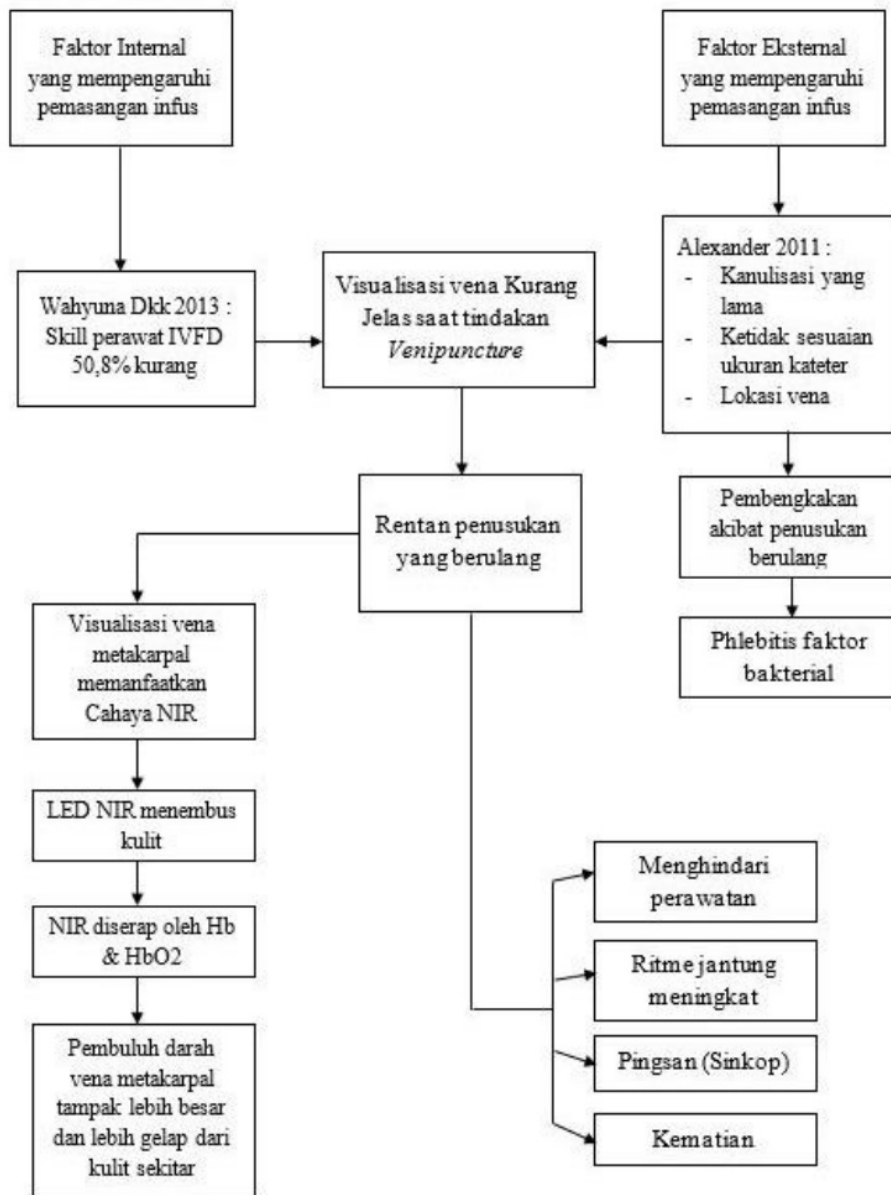 Faktor Internal
yang mempengaruhi
pemasangan infus
Faktor Eksternal
yang mempengaruhi
pemasangan infus
Wahyuna Dkk 2013 :
Skill perawat IVFD
50,8% kurang
Visualisasi vena Kurang
Jelas saat tindakan
Venipuncture
Alexander 2011 :
- Kanulisasi yang
lama
- Ketidak sesuaian
ukuran kateter
- Lokasi vena
Rentan penusukan
yang berulang
Pembengkakan
akibat penusukan
berulang
Phlebitis faktor
bakterial
Visualisasi vena
metakarpal
memanfaatkan
Cahaya NIR
LED NIR menembus
kulit
NIR diserap oleh Hb
& HbO2
Pembuluh darah
vena metakarpal
tampak lebih besar
dan lebih gelap dari
kulit sekitar
Menghindari
perawatan
Ritme jantung
meningkat
Pingsan (Sinkop)
Kematian